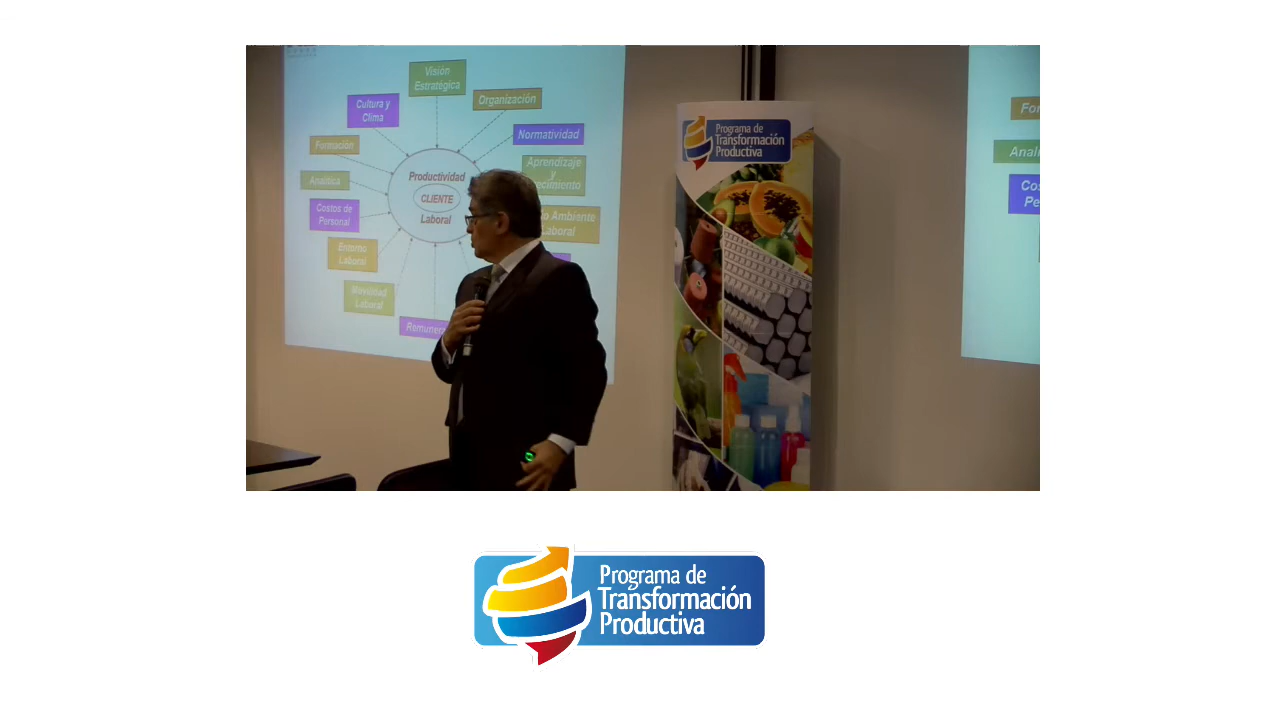 Visión
Estratégica
Cultura y
Clima
Organización
Normatividad
Formación
Aprendizaje
y
Analítica
Productividad
CLIENTE
Laboral
Costos de
Personal
Ambiente
Laboral
Entorno
Laboral
Movilidad
Laboral
Programa de
Transformación
Productiva
Programa de
Transformación
Productiva